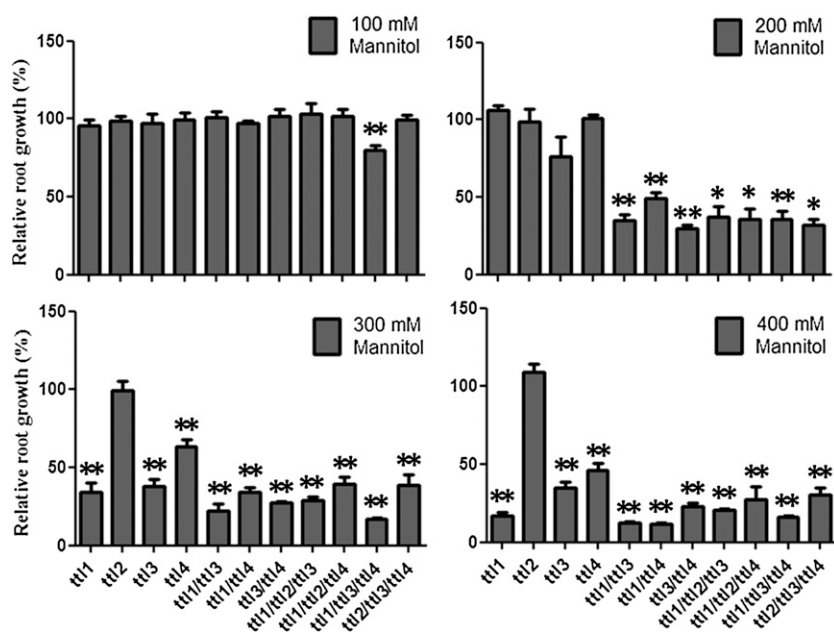 Relative root growth (%)
150
100
50
0
100 mM
Mannitol
**
150
100
50
0
200 mM
Mannitol
**
**
**
*
*
**
*
Relative root growth (%)
150
100
50
0
300 mM
Mannitol
**
**
**
**
**
**
**
**
**
**
ttl1
ttl2
ttl3
ttl4
ttl1/ttl3
ttl1/ttl4
ttl3/ttl4
ttl1/ttl2/ttl3
ttl1/ttl2/ttl4
ttl1/ttl3/ttl4
ttl2/ttl3/ttl4
150
100
50
0
400 mM
Mannitol
**
**
**
**
**
**
**
**
**
**
ttl1
ttl2
ttl3
ttl4
ttl1/ttl3
ttl1/ttl4
ttl3/ttl4
ttl1/ttl2/ttl3
ttl1/ttl2/ttl4
ttl1/ttl3/ttl4
ttl2/ttl3/ttl4